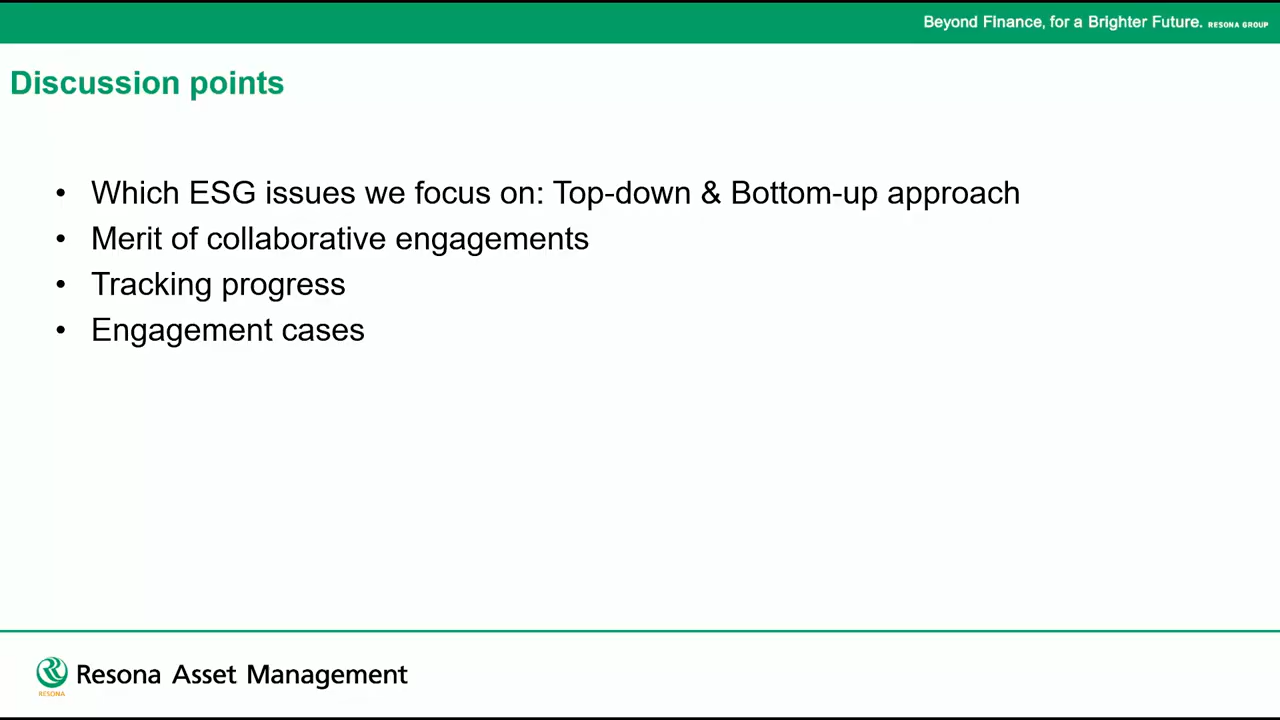 Beyond Finance, for a Brighter Future. RESONA GROUP
Discussion points
• Which ESG issues we focus on: Top-down & Bottom-up approach
• Merit of collaborative engagements
• Tracking progress
• Engagement cases
Resona Asset Management
RESONA